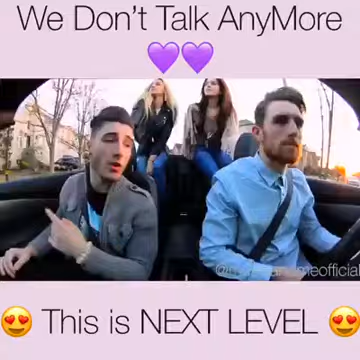 We Don't Talk AnyMore
💜💜
😍 This is NEXT LEVEL 😍